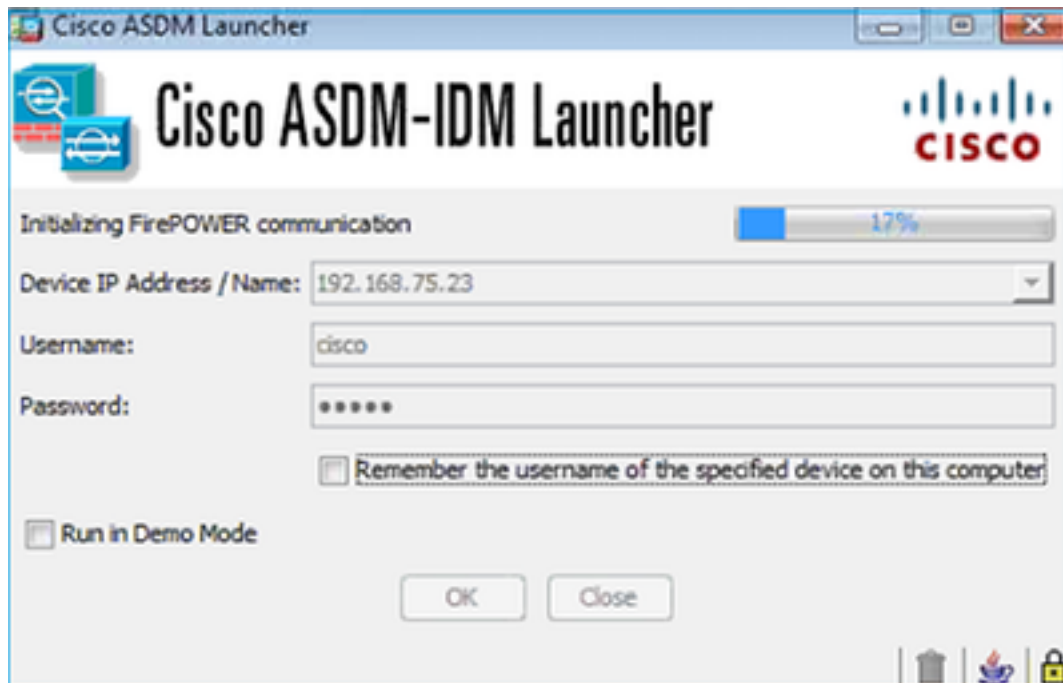 Cisco ASDM Launcher
Cisco ASDM-IDM Launcher
CISCO
Initializing FirePOWER communication
17%
Device IP Address / Name: 192.168.75.23
Username: cisco
Password: •••••
Remember the username of the specified device on this computer
Run in Demo Mode
OK Close